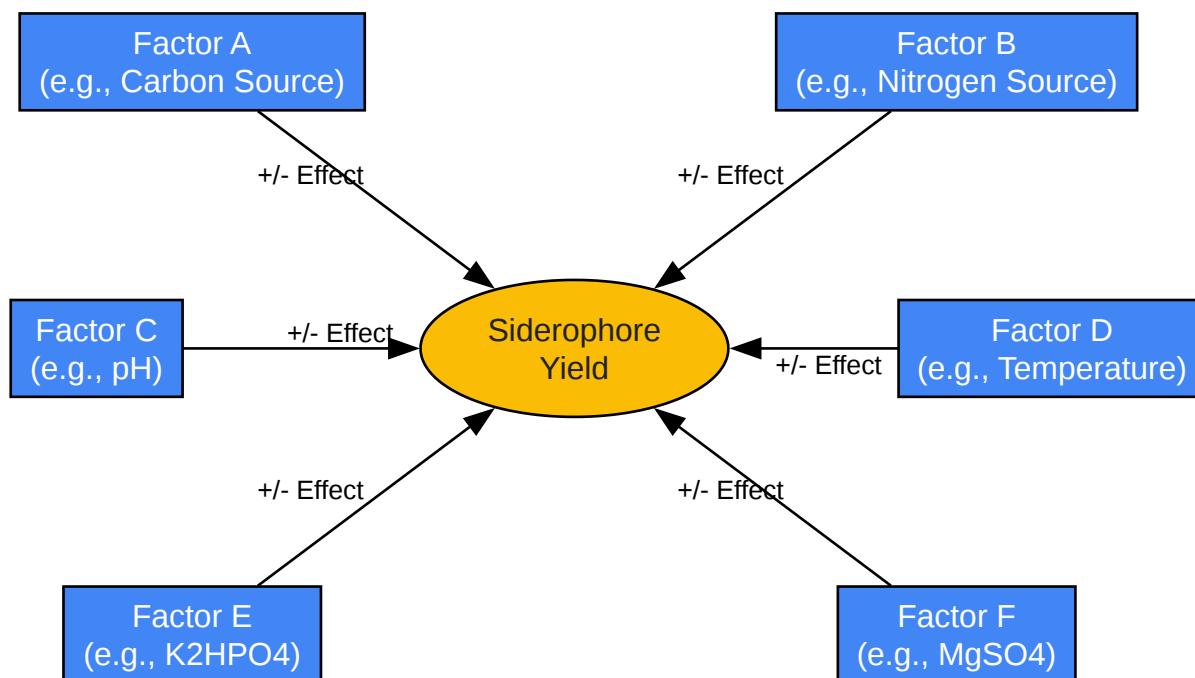 Factor A
(e.g., Carbon Source)
Factor B
(e.g., Nitrogen Source)
+/- Effect
+/- Effect
Factor C
(e.g., pH)
+/- Effect
Siderophore
Yield
+/- Effect
Factor D
(e.g., Temperature)
+/- Effect
+/- Effect
Factor E
(e.g., K2HPO4)
Factor F
(e.g., MgSO4)